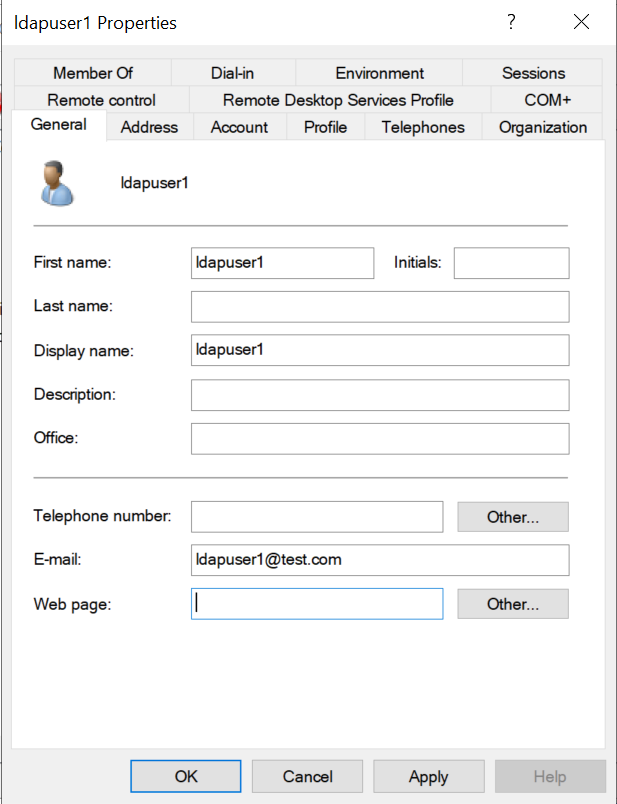 ldapuser1 Properties ?
Member Of Dial-in Environment Sessions
Remote control Remote Desktop Services Profile COM+
General Address Account Profile Telephones Organization
ldapuser1
First name: ldapuser1 Initials:
Last name:
Display name: ldapuser1
Description:
Office:
Telephone number: Other...
E-mail: ldapuser1@test.com
Web page: Other...
OK Cancel Apply Help